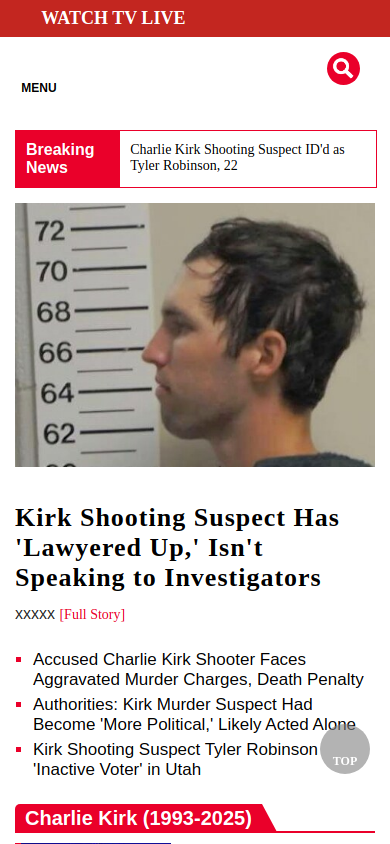 WATCH TV LIVE
MENU
Breaking
News
Charlie Kirk Shooting Suspect ID'd as
Tyler Robinson, 22
72
70
68
66
64
62
Kirk Shooting Suspect Has
'Lawyered Up,' Isn't
Speaking to Investigators
xxxxx [Full Story]
Accused Charlie Kirk Shooter Faces
Aggravated Murder Charges, Death Penalty
Authorities: Kirk Murder Suspect Had
Become 'More Political,' Likely Acted Alone
Kirk Shooting Suspect Tyler Robinson
'Inactive Voter' in Utah
TOP
Charlie Kirk (1993-2025)